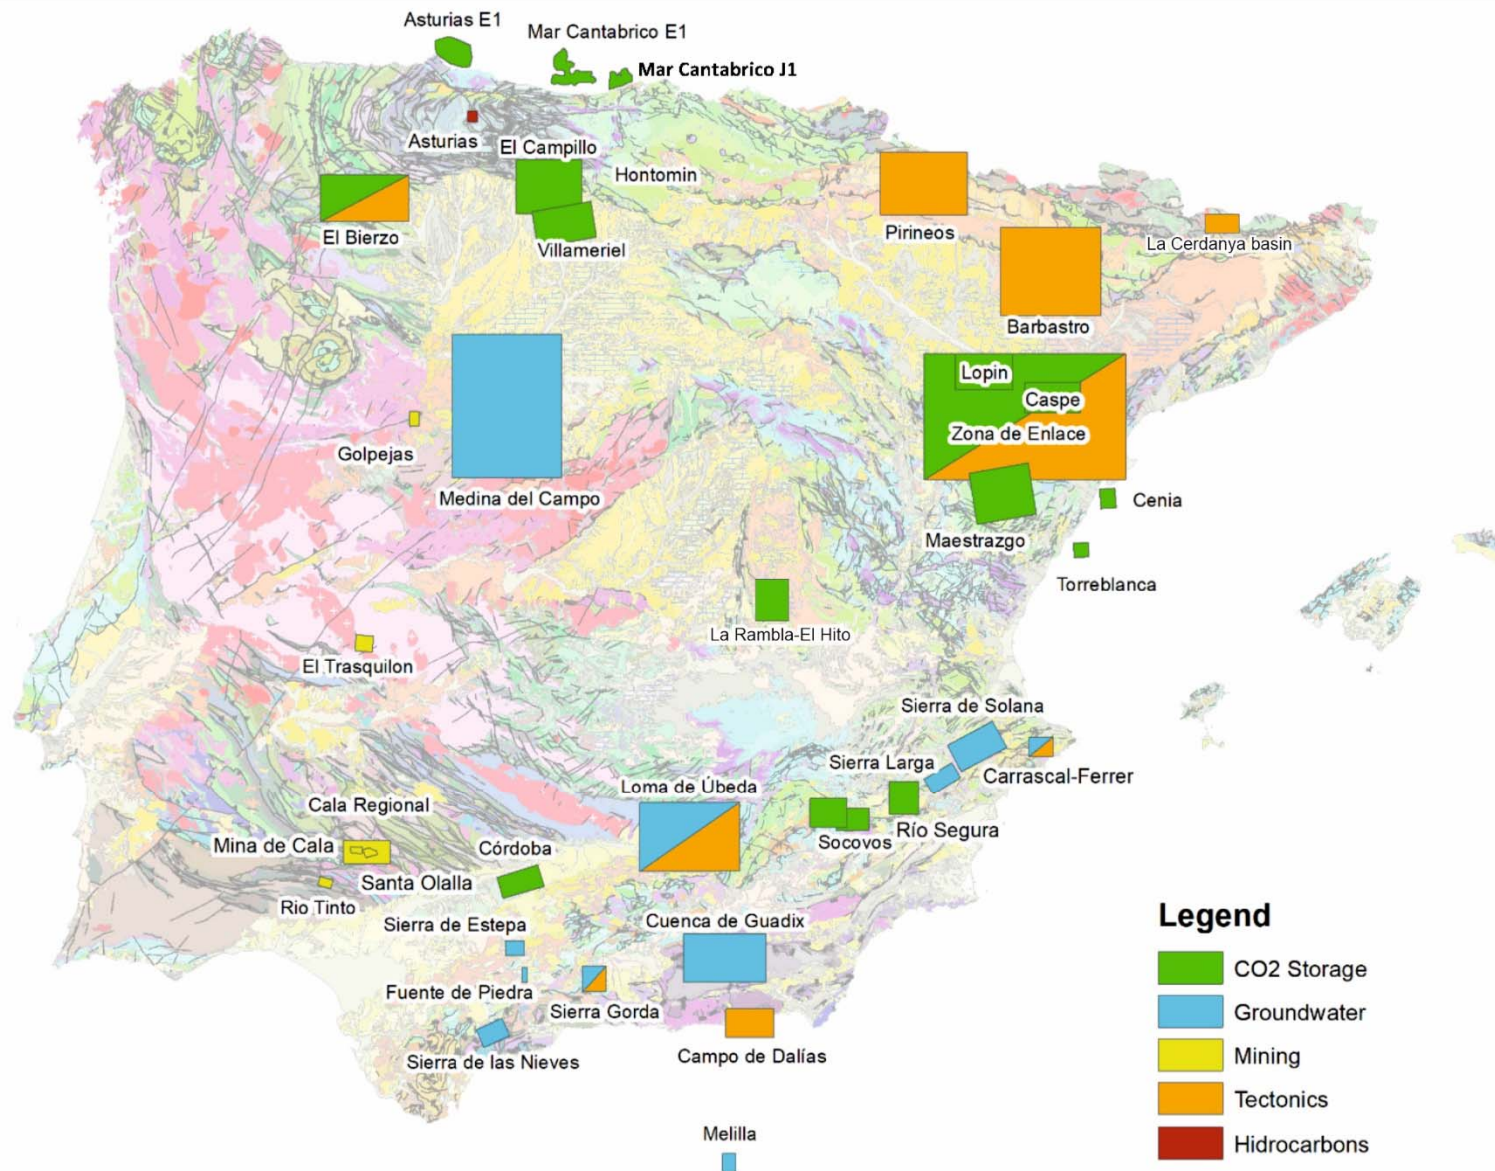 Asturias E1
Mar Cantabrico E1
Mar Cantabrico J1
Asturias
El Campillo
Hontomin
El Bierzo
Villameriel
Pirineos
La Cerdanya basin
Barbastro
Lopin
Caspe
Zona de Enlace
Golpejas
Medina del Campo
Cenia
Maestrazgo
Torreblanca
La Rambla-El Hito
El Trasquilon
Sierra de Solana
Sierra Larga
Carrascal-Ferrer
Loma de Úbeda
Cala Regional
Mina de Cala
Córdoba
Socovos
Río Segura
Santa Olalla
Rio Tinto
Sierra de Estepa
Cuenca de Guadix
Fuente de Piedra
Sierra Gorda
Sierra de las Nieves
Campo de Dalías
Melilla
Legend
CO2 Storage
Groundwater
Mining
Tectonics
Hidrocarbons